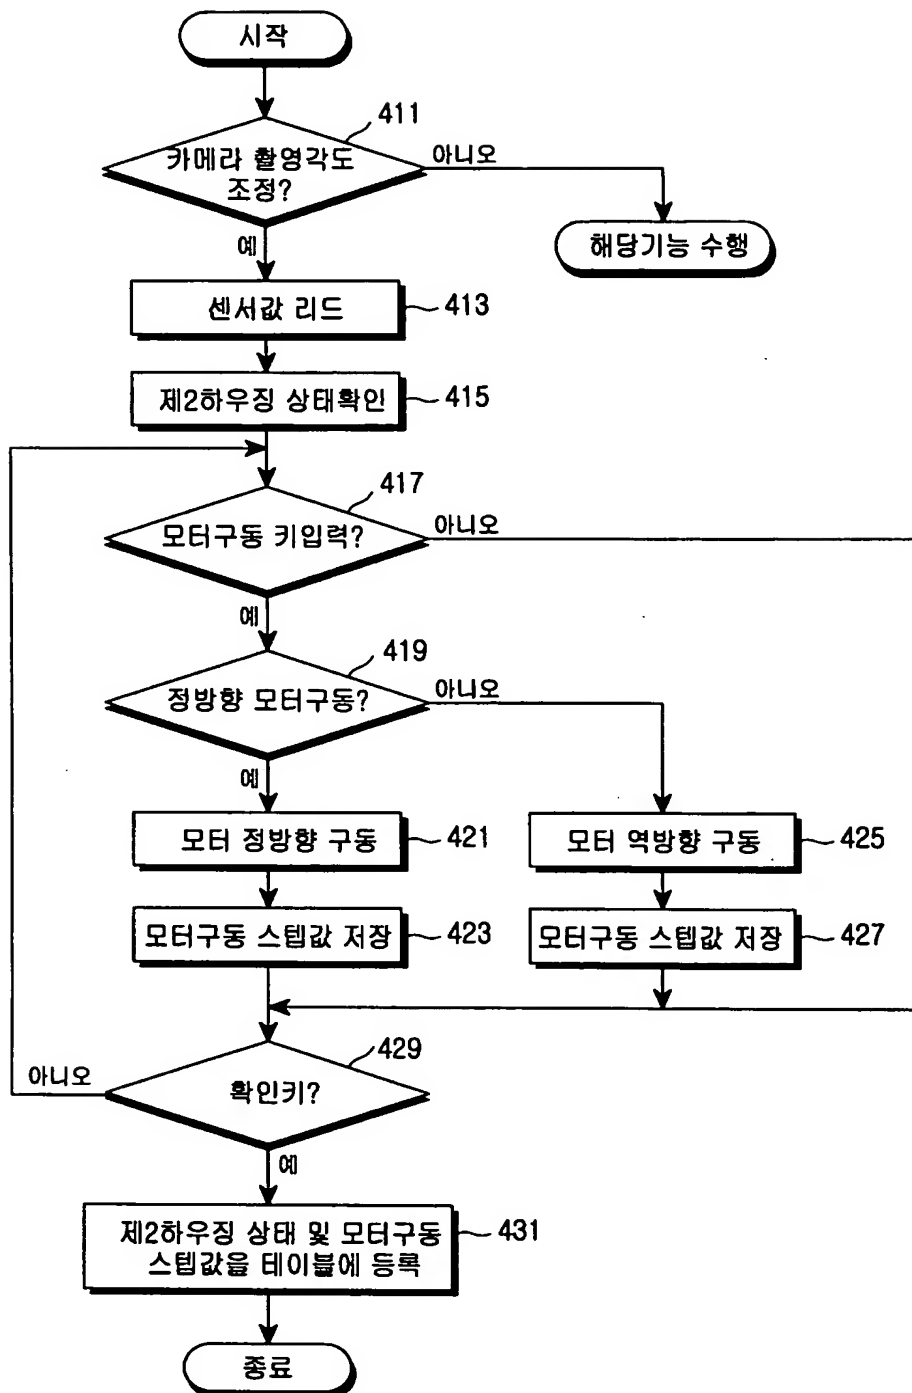 시작
411
카메라 촬영각도
조정?
아니오
예
해당기능 수행
센서값 리드
413
제2하우징 상태확인
415
417
모터구동 키입력?
아니오
예
419
정방향 모터구동?
아니오
예
모터 정방향 구동
421
모터 역방향 구동
425
모터구동 스텝값 저장
423
모터구동 스텝값 저장
427
429
아니오
확인키?
예
제2하우징 상태 및 모터구동
스텝값을 테이블에 등록
431
종료